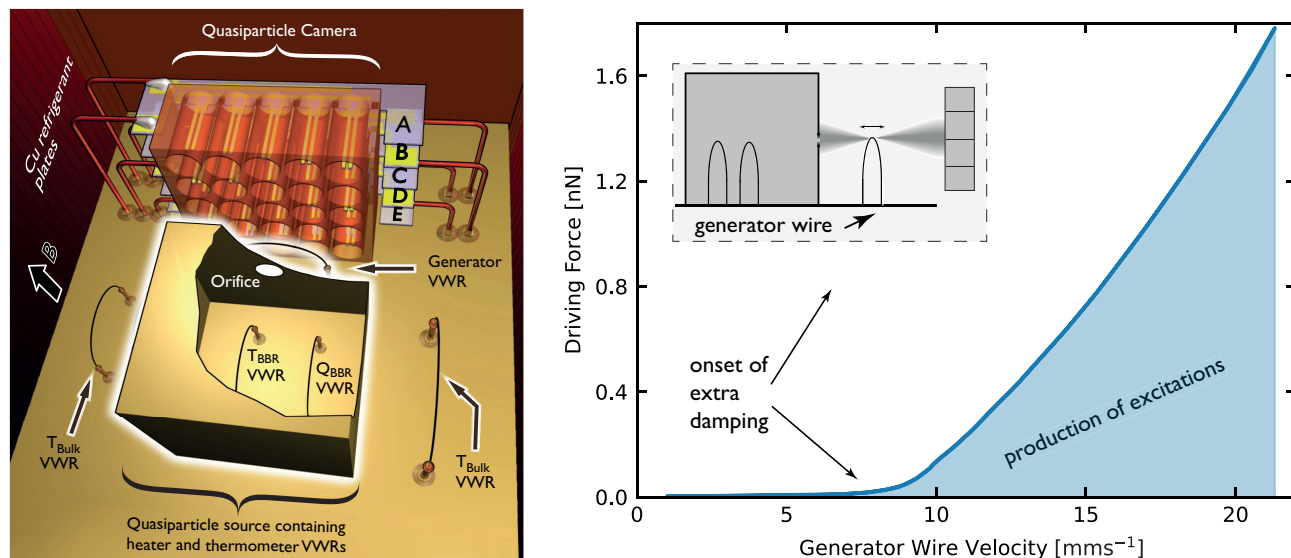 Quasiparticle Camera
Cu refrigerant
plates
A
B
C
D
E
B
Orifice
Generator
VWR
T_BBR
VWR
Q_BBR
VWR
T_Bulk
VWR
T_Bulk
VWR
Quasiparticle source containing
heater and thermometer VWRs
Driving Force [nN]
1.6
1.2
0.8
0.4
0.0
generator wire
onset of
extra
damping
production of excitations
0
5
10
15
20
Generator Wire Velocity [mms⁻¹]